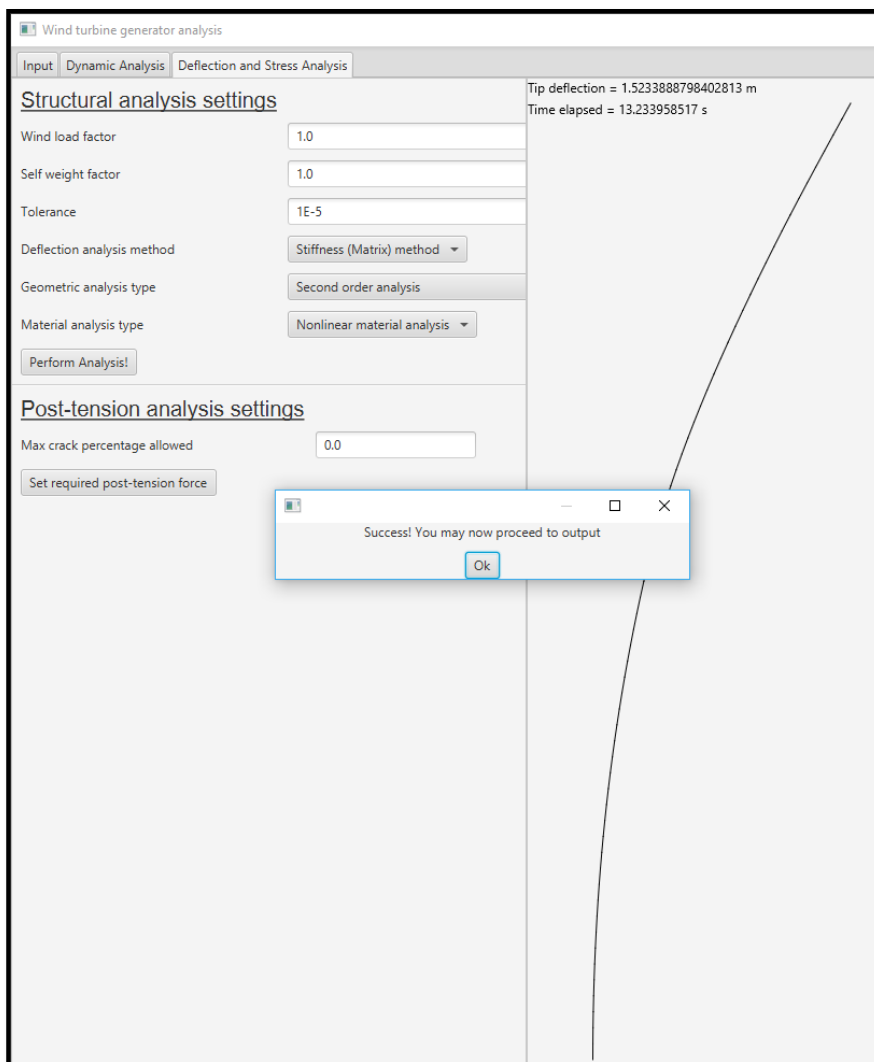 Wind turbine generator analysis
Input Dynamic Analysis Deflection and Stress Analysis
Structural analysis settings
Wind load factor 1.0
Self weight factor 1.0
Tolerance 1E-5
Deflection analysis method Stiffness (Matrix) method
Geometric analysis type Second order analysis
Material analysis type Nonlinear material analysis
Perform Analysis!
Post-tension analysis settings
Max crack percentage allowed 0.0
Set required post-tension force
Success! You may now proceed to output
Ok
Tip deflection = 1.5233888798402813 m
Time elapsed = 13.233958517 s